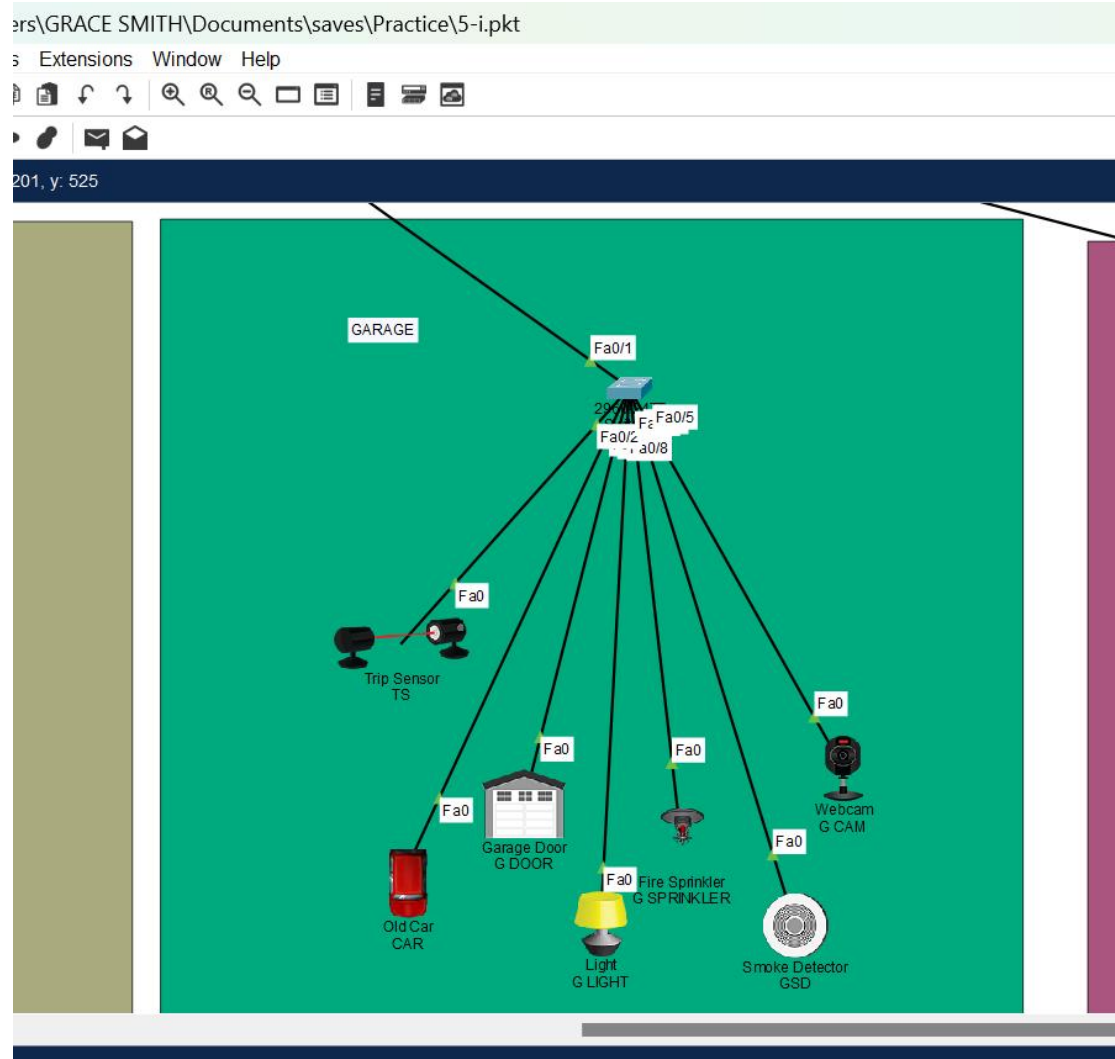 ers\GRACE SMITH\Documents\saves\Practice\5-i.pkt
s Extensions Window Help
201, y: 525
GARAGE
Fa0/1
Fa0/5
Fa0/2
a0/8
Fa0
Trip Sensor
TS
Fa0
Webcam
G CAM
Fa0
Garage Door
G DOOR
Fa0
Fa0
Old Car
CAR
Fa0
Fire Sprinkler
G SPRINKLER
Fa0
Light
G LIGHT
Smoke Detector
GSD